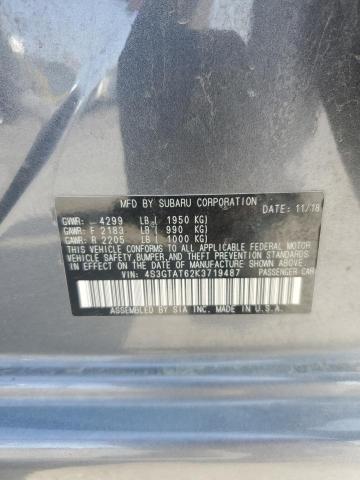 MFD BY SUBARU CORPORATION DATE: 11/18
GVWR: - 4299 LB ( 1950 KG)
GAWR: F 2183 LB ( 990 KG)
GAWR: R 2205 LB ( 1000 KG)
THIS VEHICLE CONFORMS TO ALL APPLICABLE FEDERAL MOTOR
VEHICLE SAFETY, BUMPER, AND THEFT PREVENTION STANDARDS
IN EFFECT ON THE DATE OF MANUFACTURE SHOWN ABOVE.
VIN: 4S3GTAT62K3719487 PASSENGER CAR
ASSEMBLED BY SIA INC. MADE IN U.S.A.